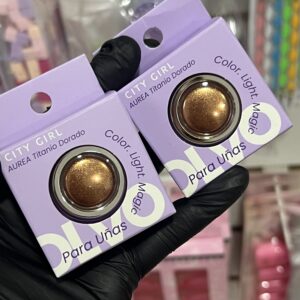 CITY GIRL
AUREA Titanio Dorado
Color, Light, Magic
Para Uñas
CITY GIRL
AUREA Titanio Dorado
Color, Light, Magic
Para Uñas